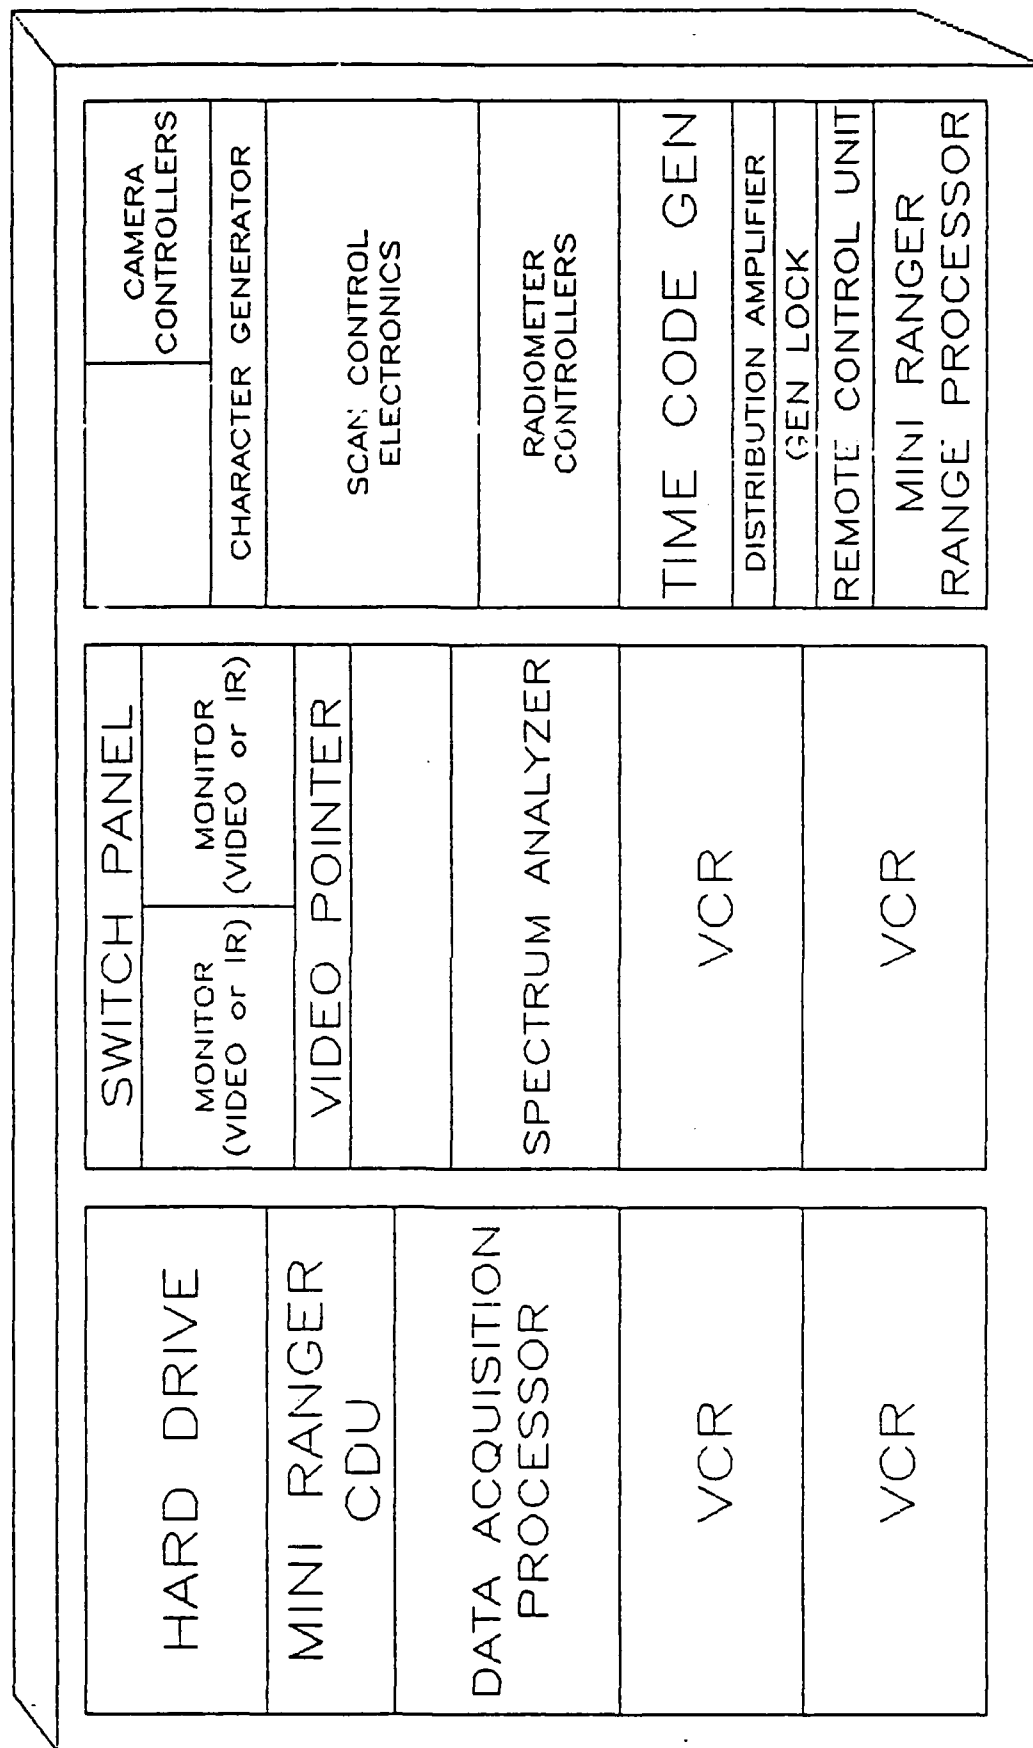 HARD DRIVE
MINI RANGER
CDU
DATA ACQUISITION
PROCESSOR
VCR
VCR
SWITCH PANEL
MONITOR
(VIDEO or IR)
MONITOR
(VIDEO or IR)
VIDEO POINTER
SPECTRUM ANALYZER
VCR
VCR
CAMERA
CONTROLLERS
CHARACTER GENERATOR
SCAN CONTROL
ELECTRONICS
RADIOMETER
CONTROLLERS
TIME CODE GEN
DISTRIBUTION AMPLIFIER
GEN LOCK
REMOTE CONTROL UNIT
MINI RANGER
RANGE PROCESSOR